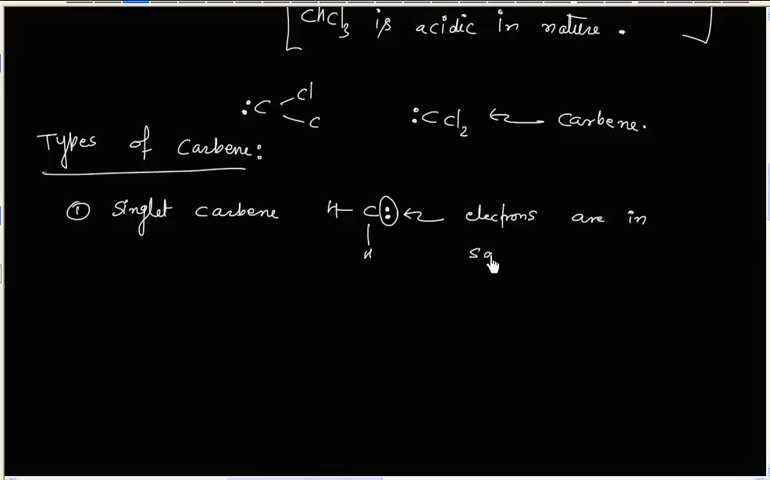 [CHCl3 is acidic in nature. ]
:C Cl C
:CCl2 ← Carbene.
Types of Carbene:
① Singlet carbene H-C: ← electrons are in
H
sa